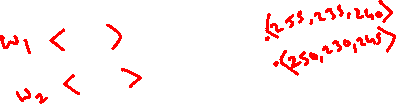 w1 < >
.<255,235,240>
.<250,230,245>
w2 < >